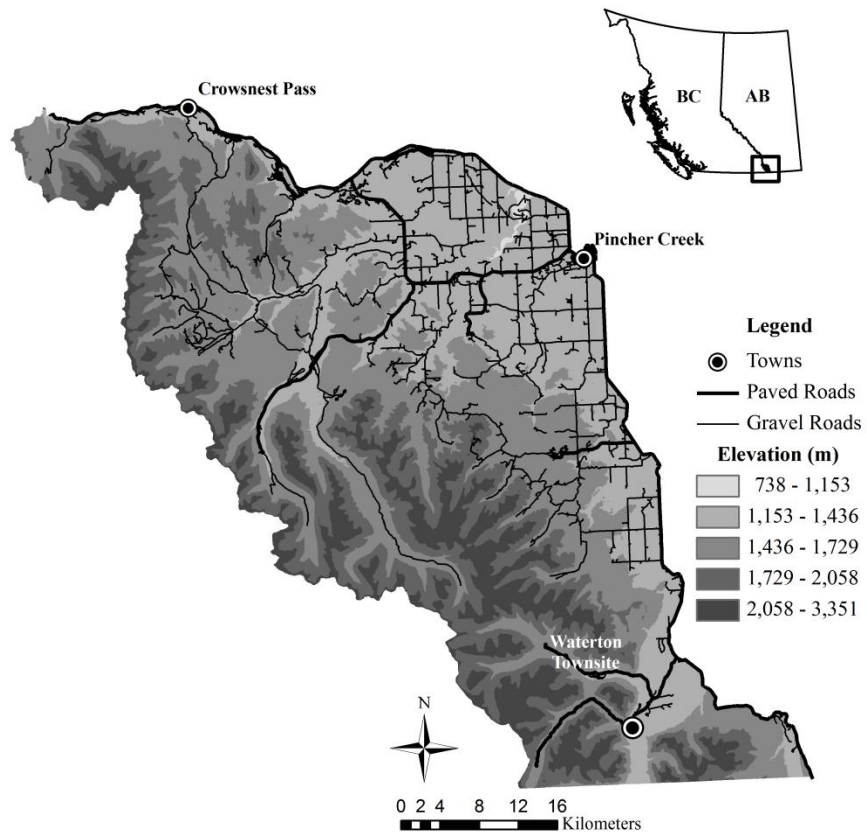 Crowsnest Pass
BC
AB
Pincher Creek
Legend
Towns
Paved Roads
Gravel Roads
Elevation (m)
738 - 1,153
1,153 - 1,436
1,436 - 1,729
1,729 - 2,058
2,058 - 3,351
Waterton
Townsite
N
0 2 4 8 12 16
Kilometers